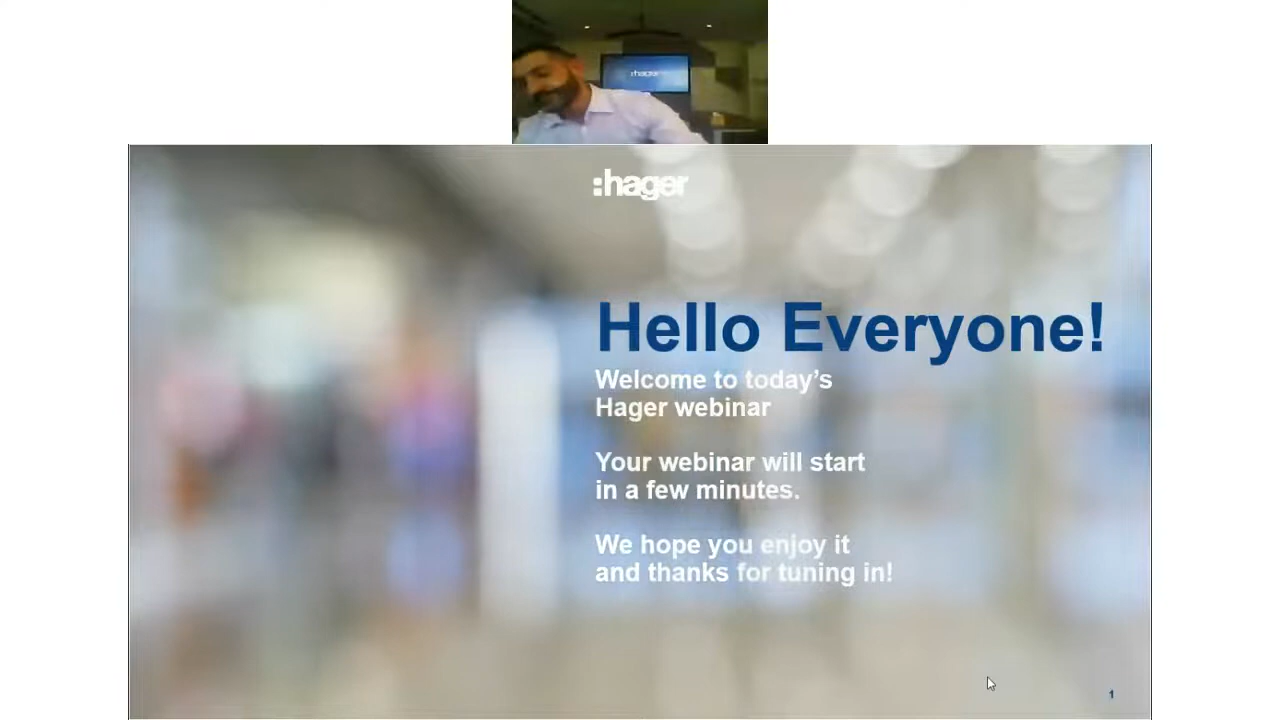 :hager
:hager
Hello Everyone!
Welcome to today's
Hager webinar
Your webinar will start
in a few minutes.
We hope you enjoy it
and thanks for tuning in!
1